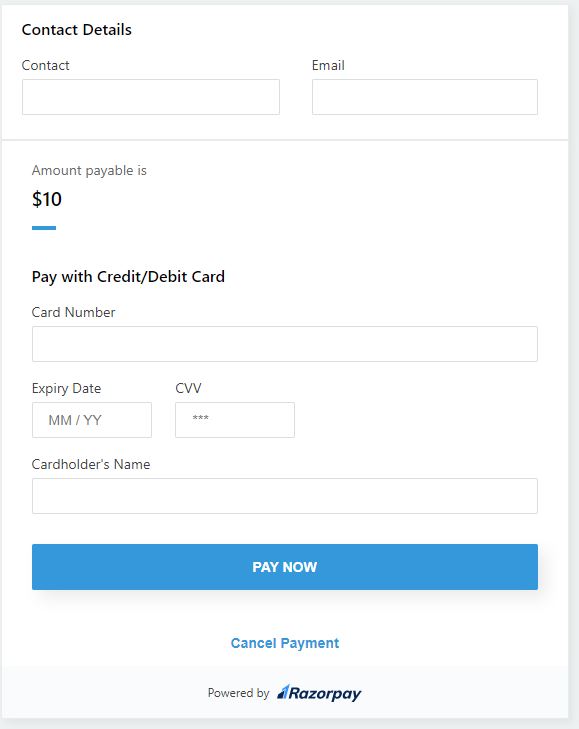 Contact Details
Contact Email
Amount payable is
$10
Pay with Credit/Debit Card
Card Number
Expiry Date CVV
MM / YY ***
Cardholder's Name
PAY NOW
Cancel Payment
Powered by Razorpay